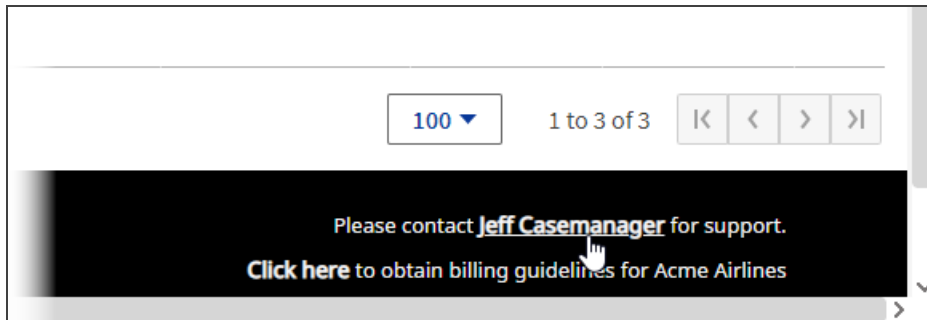 100
1 to 3 of 3
Please contact Jeff Casemanager for support.
Click here to obtain billing guidelines for Acme Airlines